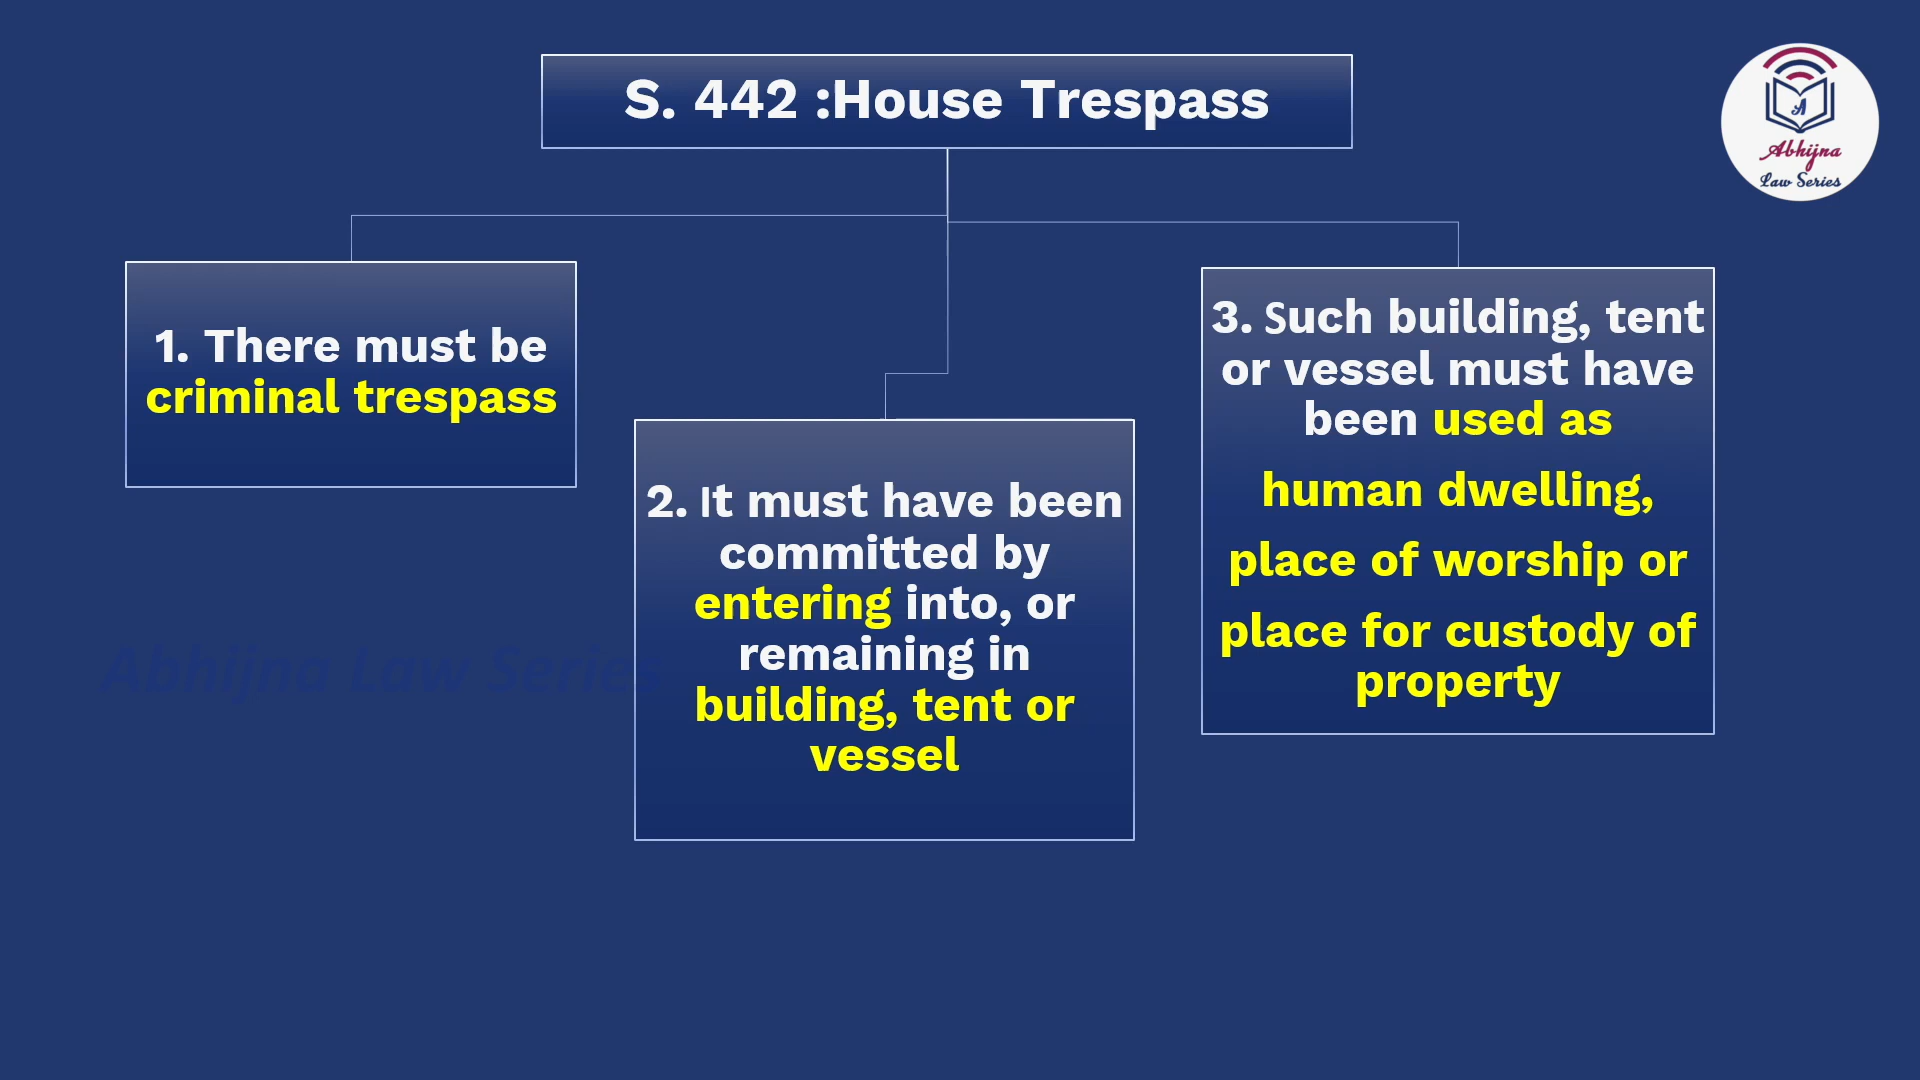 S. 442 :House Trespass
A
Abhijna
Law Series
1. There must be
criminal trespass
2. It must have been
committed by
entering into, or
remaining in
building, tent or
vessel
3. Such building, tent
or vessel must have
been used as
human dwelling,
place of worship or
place for custody of
property
Abhijna Law Series